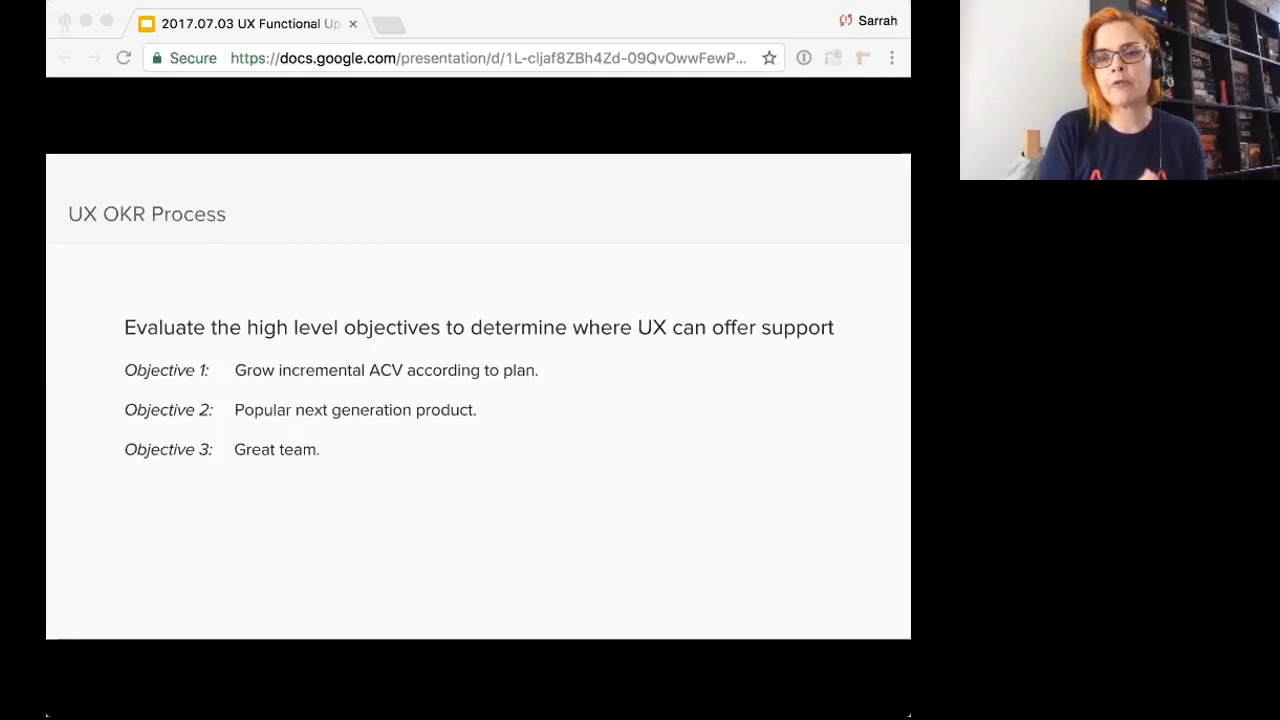 2017.07.03 UX Functional Up
Sarrah
Secure https://docs.google.com/presentation/d/1L-cljaf8ZBh4Zd-09QvOwwFewP...
UX OKR Process
Evaluate the high level objectives to determine where UX can offer support
Objective 1: Grow incremental ACV according to plan.
Objective 2: Popular next generation product.
Objective 3: Great team.